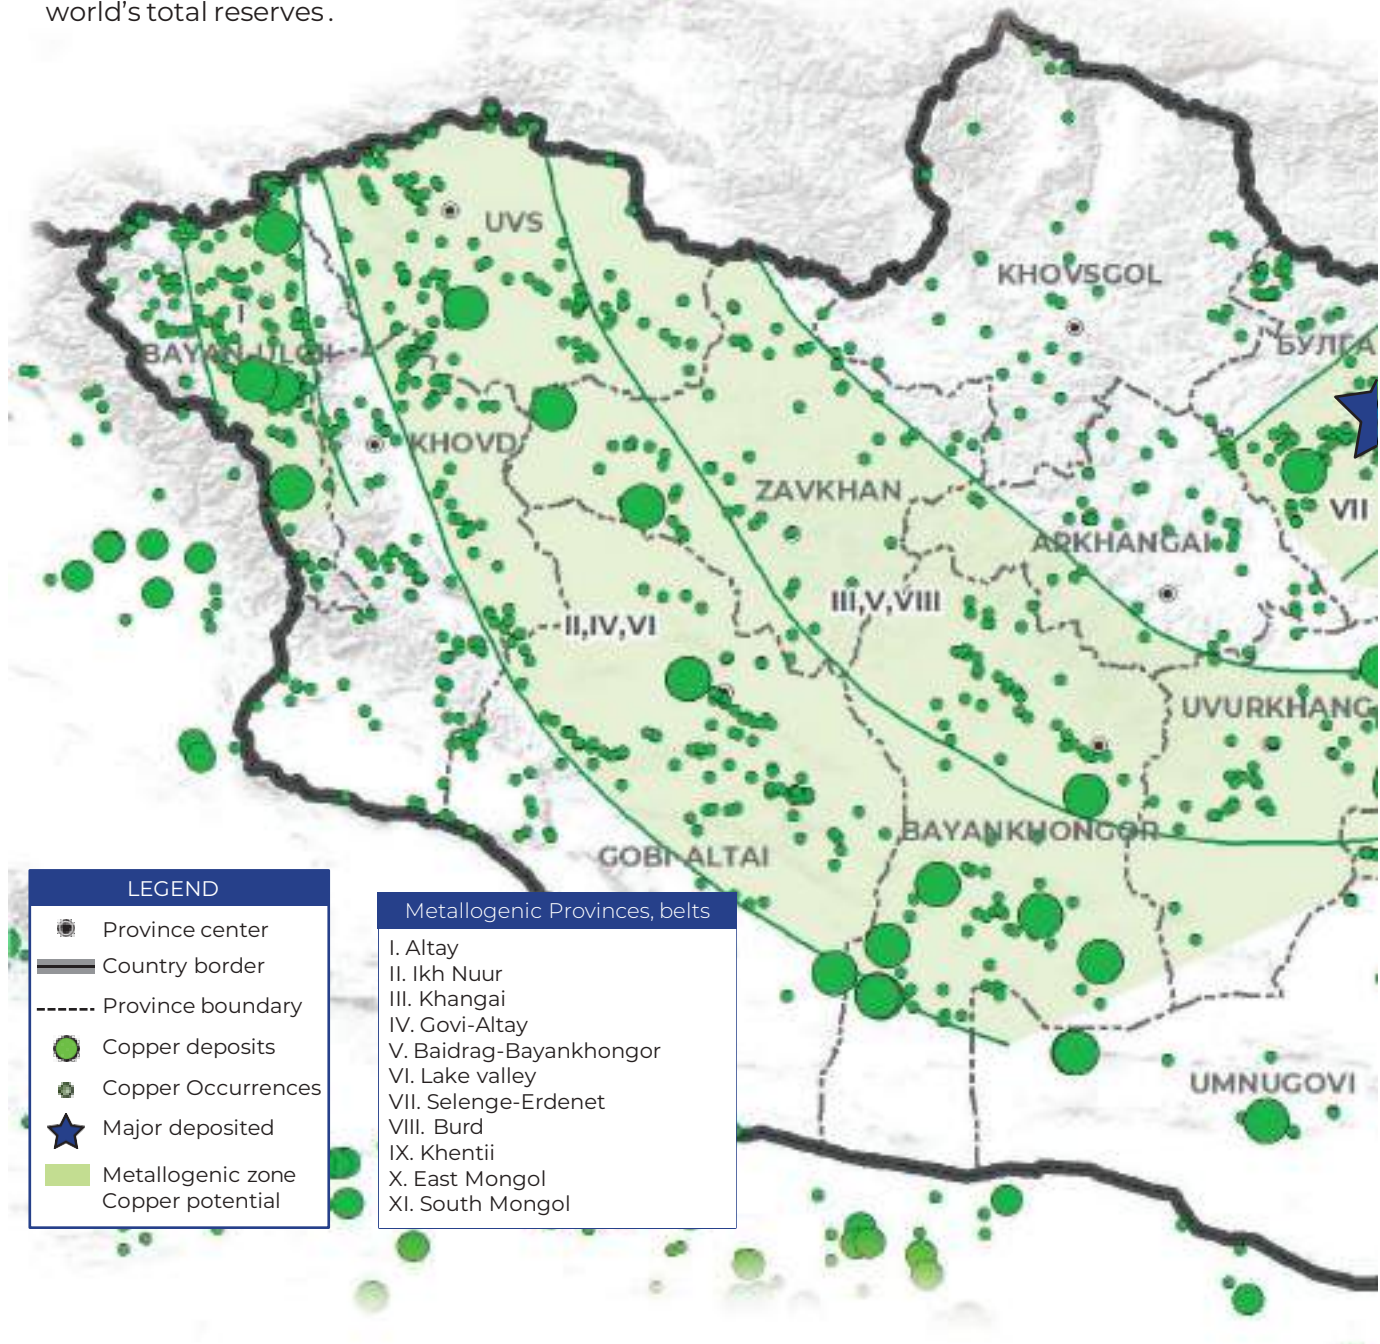 world's total reserves.
UVS
KHOVSGOL
I
BAYAN-ULGII
БУЛГА
KHOVD
ZAVKHAN
VII
ARKHANGAI
II,IV,VI
III,V,VIII
UVURKHANG
BAYANKHONGOR
GOBI-ALTAI
UMNUGOVI
LEGEND
Province center
Country border
Province boundary
Copper deposits
Copper Occurrences
Major deposited
Metallogenic zone
Copper potential
Metallogenic Provinces, belts
I. Altay
II. Ikh Nuur
III. Khangai
IV. Govi-Altay
V. Baidrag-Bayankhongor
VI. Lake valley
VII. Selenge-Erdenet
VIII. Burd
IX. Khentii
X. East Mongol
XI. South Mongol